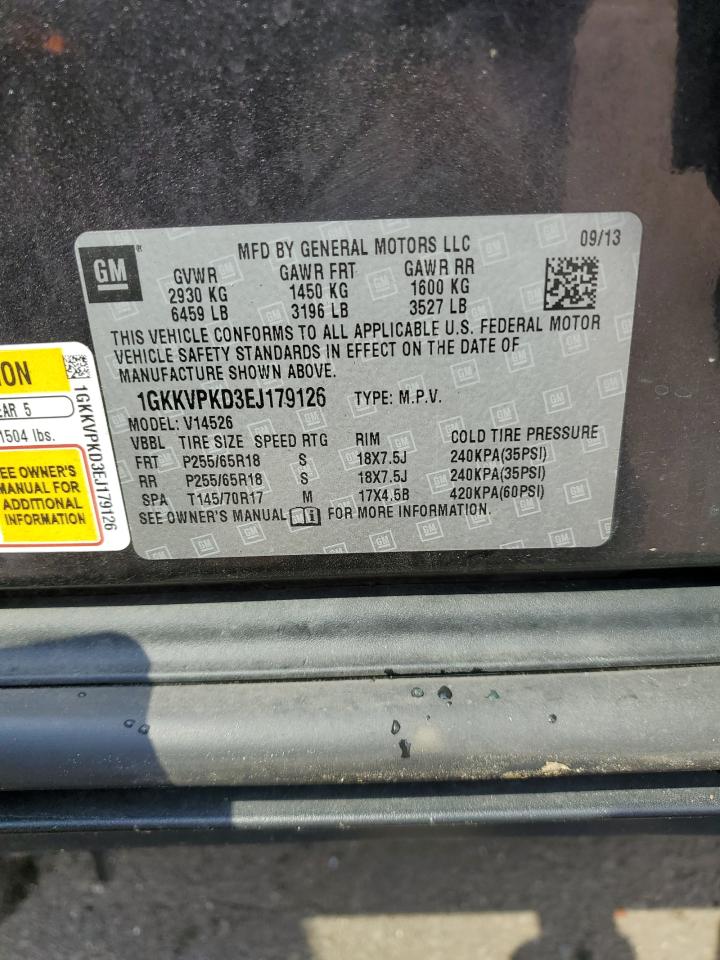 GM
MFD BY GENERAL MOTORS LLC 09/13
GVWR GAWR FRT GAWR RR
2930 KG 1450 KG 1600 KG
6459 LB 3196 LB 3527 LB
THIS VEHICLE CONFORMS TO ALL APPLICABLE U.S. FEDERAL MOTOR
VEHICLE SAFETY STANDARDS IN EFFECT ON THE DATE OF
MANUFACTURE SHOWN ABOVE.
1GKKVPKD3EJ179126 TYPE: M.P.V.
MODEL: V14526
VBBL TIRE SIZE SPEED RTG RIM COLD TIRE PRESSURE
FRT P255/65R18 S 18X7.5J 240KPA(35PSI)
RR P255/65R18 S 18X7.5J 240KPA(35PSI)
SPA T145/70R17 M 17X4.5B 420KPA(60PSI)
SEE OWNER'S MANUAL FOR MORE INFORMATION.
ION
EAR 5
1504 lbs.
SEE OWNER'S
MANUAL FOR
ADDITIONAL
INFORMATION
1GKKVPKD3EJ179126